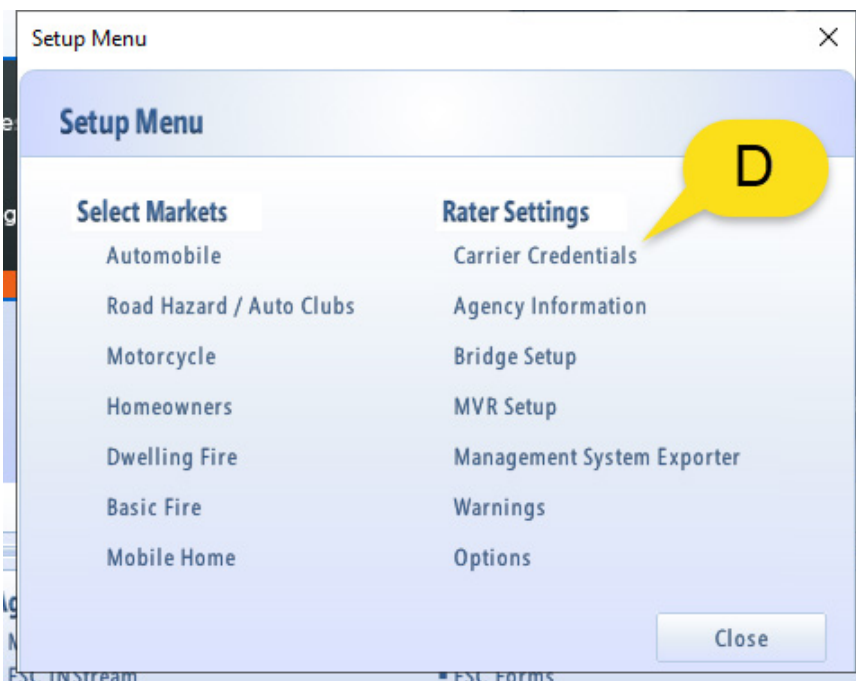 Setup Menu
Setup Menu
D
Select Markets
Automobile
Road Hazard / Auto Clubs
Motorcycle
Homeowners
Dwelling Fire
Basic Fire
Mobile Home
Rater Settings
Carrier Credentials
Agency Information
Bridge Setup
MVR Setup
Management System Exporter
Warnings
Options
Close